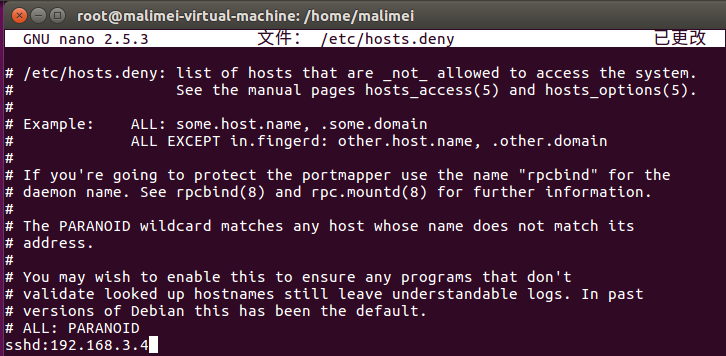 root@malimei-virtual-machine: /home/malimei
GNU nano 2.5.3 文件： /etc/hosts.deny 已更改
# /etc/hosts.deny: list of hosts that are _not_ allowed to access the system.
# See the manual pages hosts_access(5) and hosts_options(5).
#
# Example: ALL: some.host.name, .some.domain
# ALL EXCEPT in.fingerd: other.host.name, .other.domain
#
# If you're going to protect the portmapper use the name "rpcbind" for the
# daemon name. See rpcbind(8) and rpc.mountd(8) for further information.
#
# The PARANOID wildcard matches any host whose name does not match its
# address.
#
# You may wish to enable this to ensure any programs that don't
# validate looked up hostnames still leave understandable logs. In past
# versions of Debian this has been the default.
# ALL: PARANOID
sshd:192.168.3.4